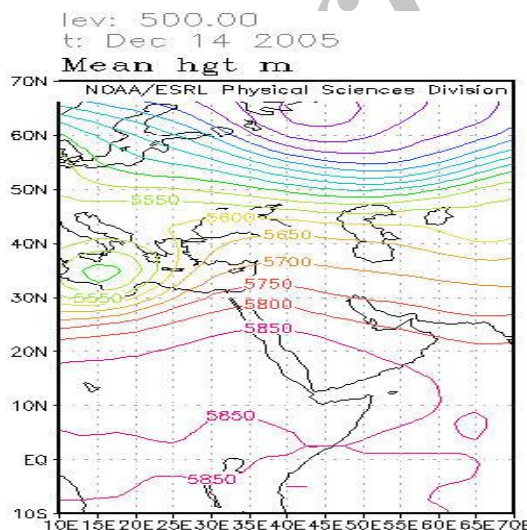 lev: 500.00
t: Dec 14 2005
Mean hgt m
NOAA/ESRL Physical Sciences Division
70N
60N
50N
40N
30N
20N
10N
EQ
10S
5550
5600
5650
5700
5550
5750
5800
5850
5850
5850
10E 15E 20E 25E 30E 35E 40E 45E 50E 55E 60E 65E 70E